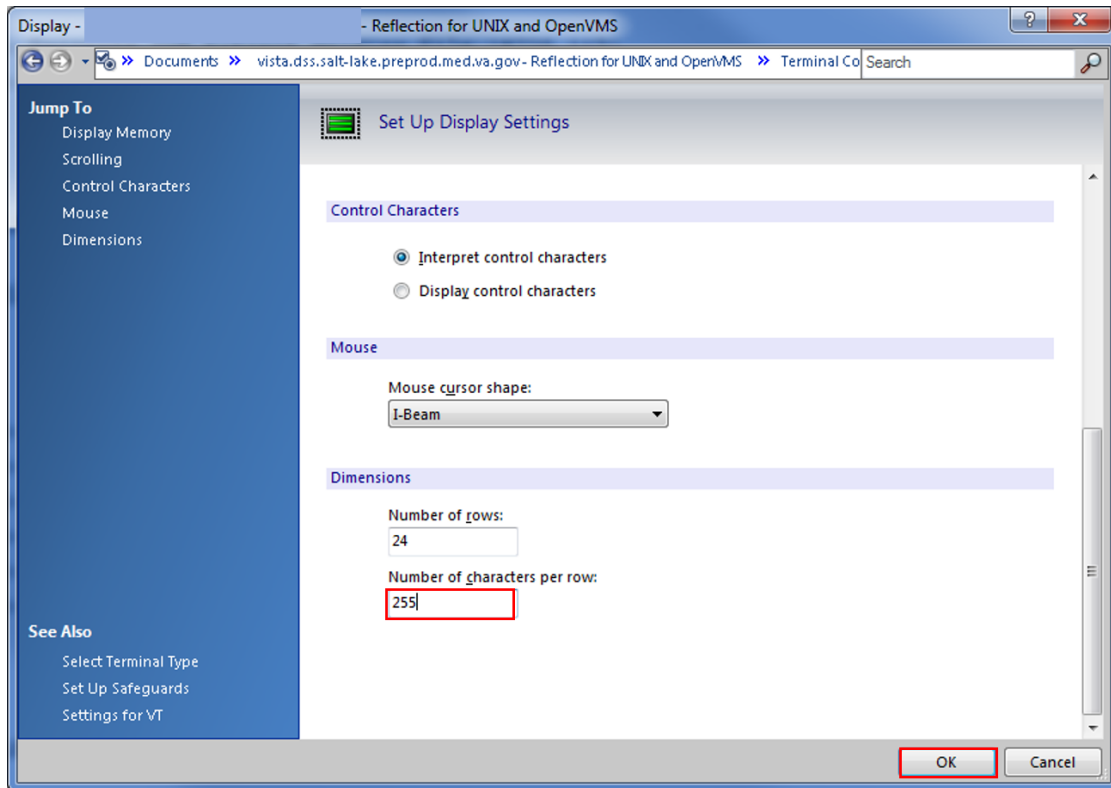 Display - - Reflection for UNIX and OpenVMS
Documents » vista.dss.salt-lake.preprod.med.va.gov - Reflection for UNIX and OpenVMS » Terminal Co Search
Jump To
Display Memory
Scrolling
Control Characters
Mouse
Dimensions
Set Up Display Settings
Control Characters
Interpret control characters
Display control characters
Mouse
Mouse cursor shape:
I-Beam
Dimensions
Number of rows:
24
Number of characters per row:
255
See Also
Select Terminal Type
Set Up Safeguards
Settings for VT
OK Cancel